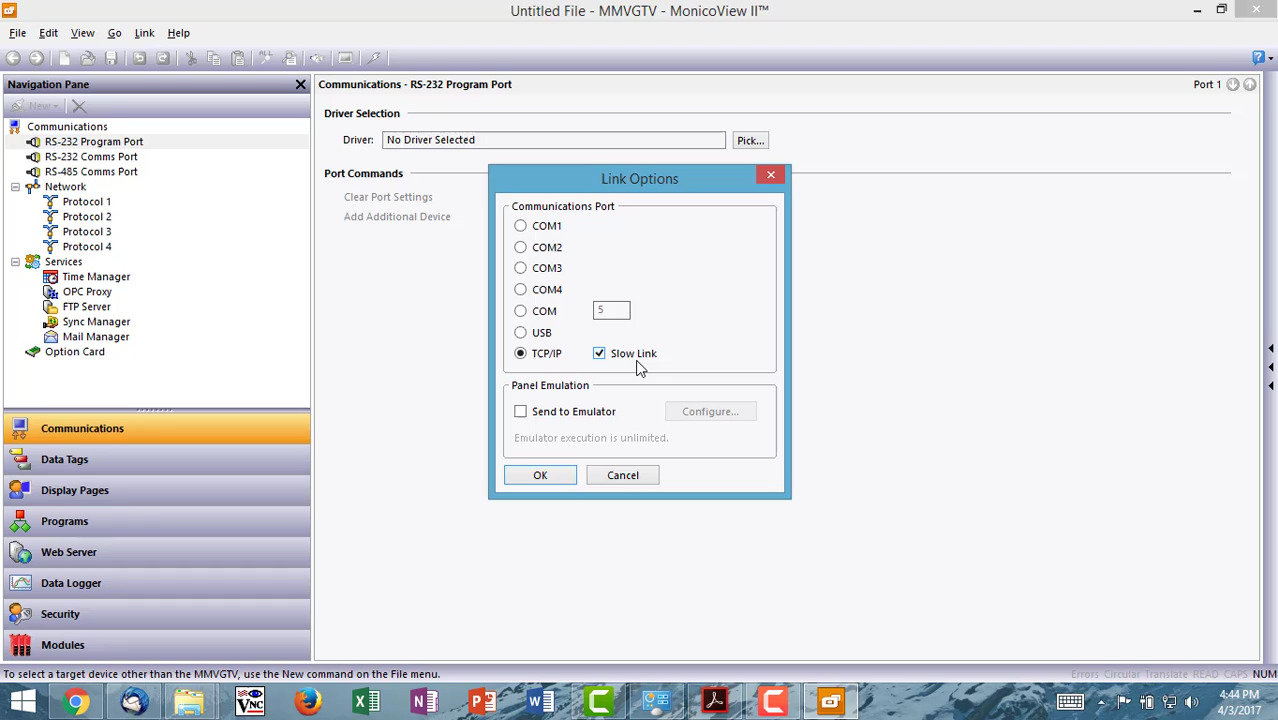 Untitled File - MMVGTV - MonicoView II™
File Edit View Go Link Help
Navigation Pane
Communications - RS-232 Program Port
Port 1
New
Communications
RS-232 Program Port
RS-232 Comms Port
RS-485 Comms Port
Network
Protocol 1
Protocol 2
Protocol 3
Protocol 4
Services
Time Manager
OPC Proxy
FTP Server
Sync Manager
Mail Manager
Option Card
Driver Selection
Driver: No Driver Selected Pick...
Port Commands
Clear Port Settings
Add Additional Device
Link Options
Communications Port
COM1
COM2
COM3
COM4
COM 5
USB
TCP/IP Slow Link
Panel Emulation
Send to Emulator Configure...
Emulator execution is unlimited.
OK Cancel
Communications
Data Tags
Display Pages
Programs
Web Server
Data Logger
Security
Modules
To select a target device other than the MMVGTV, use the New command on the File menu.
Errors Circular Translate READ CAPS NUM
4:44 PM
4/3/2017